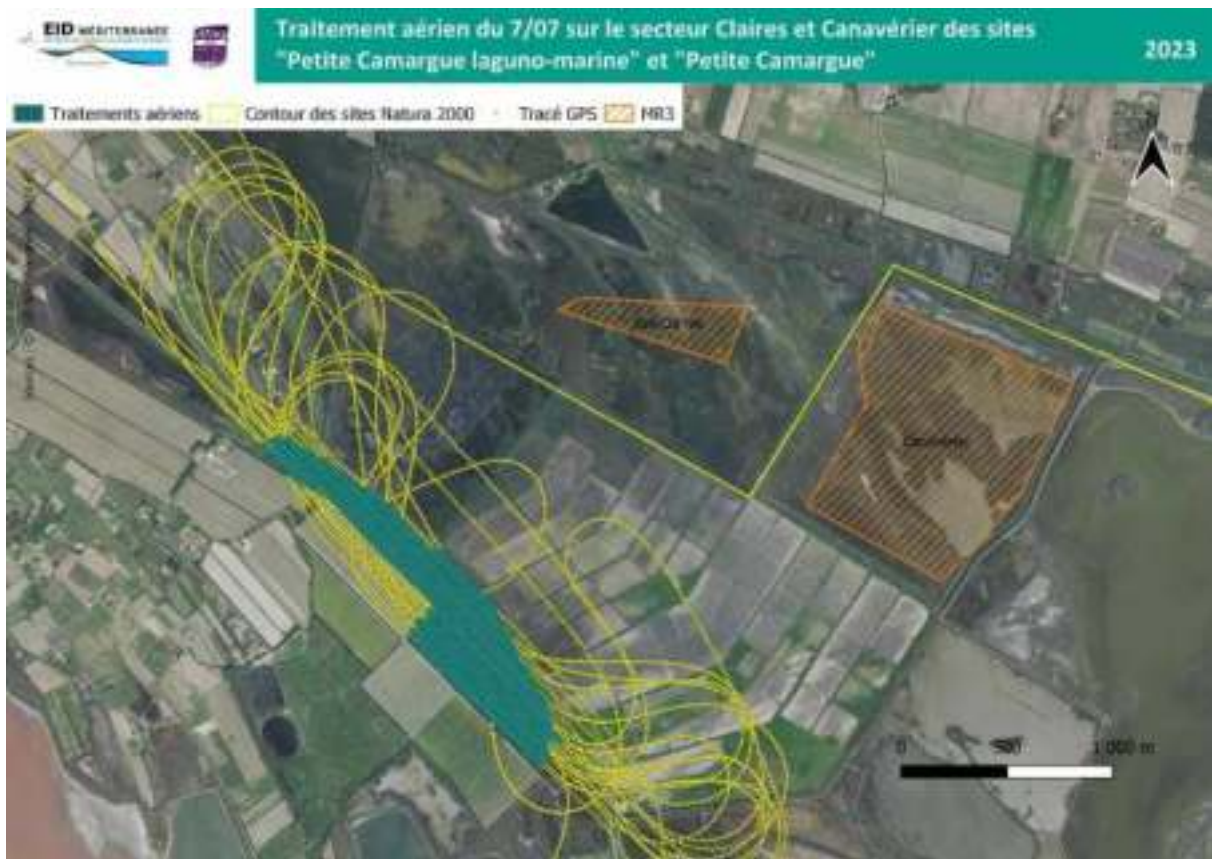 EID MÉDITERRANÉE
Traitement aérien du 7/07 sur le secteur Claires et Canavérier des sites
"Petite Camargue laguno-marine" et "Petite Camargue"
2023
Traitements aériens
Contour des sites Natura 2000
Tracé GPS
MR3
0
500
1 000 m